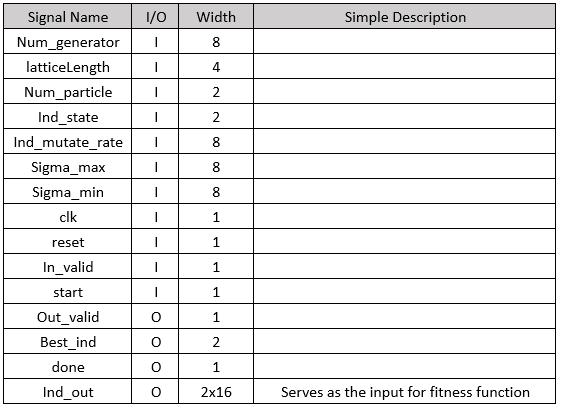 Signal Name I/O Width Simple Description
Num_generator I 8
latticeLength I 4
Num_particle I 2
Ind_state I 2
Ind_mutate_rate I 8
Sigma_max I 8
Sigma_min I 8
clk I 1
reset I 1
In_valid I 1
start I 1
Out_valid O 1
Best_ind O 2
done O 1
Ind_out O 2x16 Serves as the input for fitness function